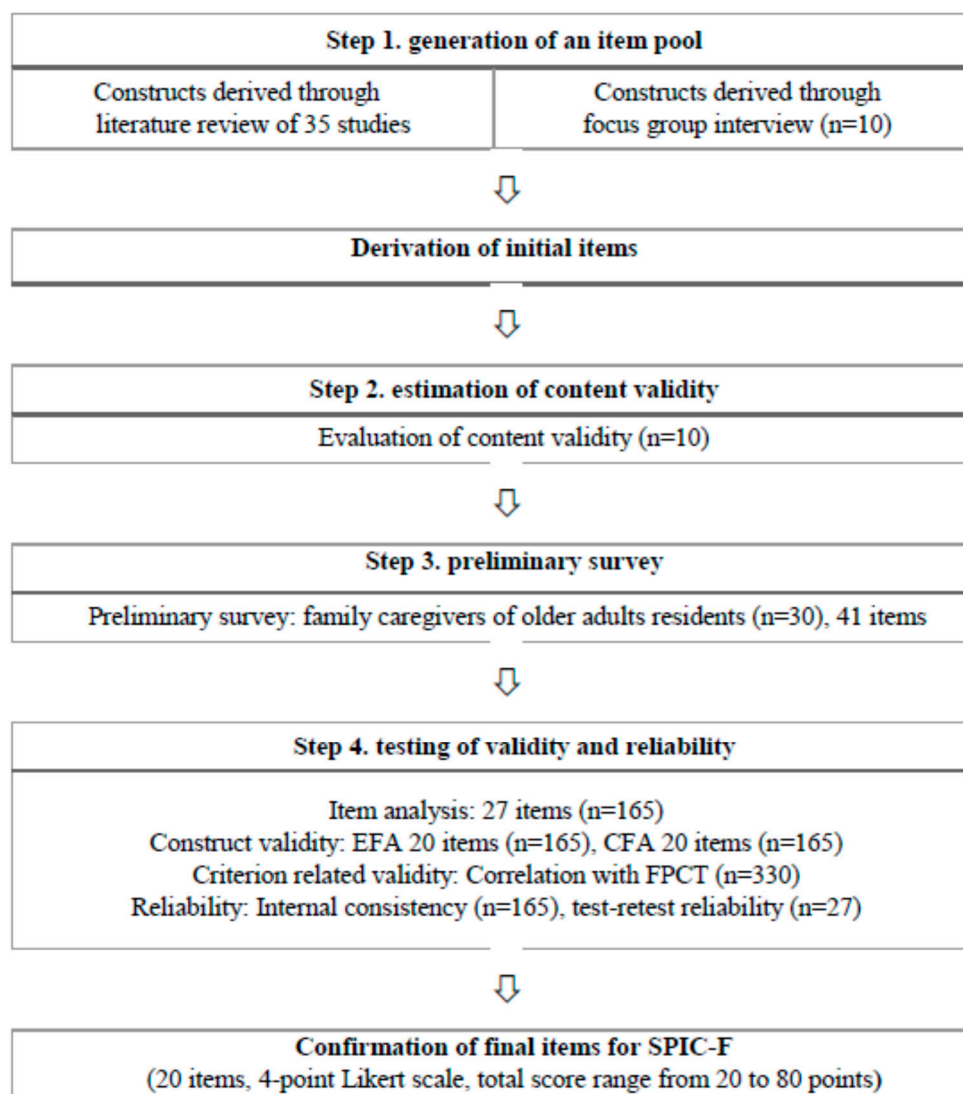 Step 1. generation of an item pool
Constructs derived through
literature review of 35 studies
Constructs derived through
focus group interview (n=10)
Derivation of initial items
Step 2. estimation of content validity
Evaluation of content validity (n=10)
Step 3. preliminary survey
Preliminary survey: family caregivers of older adults residents (n=30), 41 items
Step 4. testing of validity and reliability
Item analysis: 27 items (n=165)
Construct validity: EFA 20 items (n=165), CFA 20 items (n=165)
Criterion related validity: Correlation with FPCT (n=330)
Reliability: Internal consistency (n=165), test-retest reliability (n=27)
Confirmation of final items for SPIC-F
(20 items, 4-point Likert scale, total score range from 20 to 80 points)